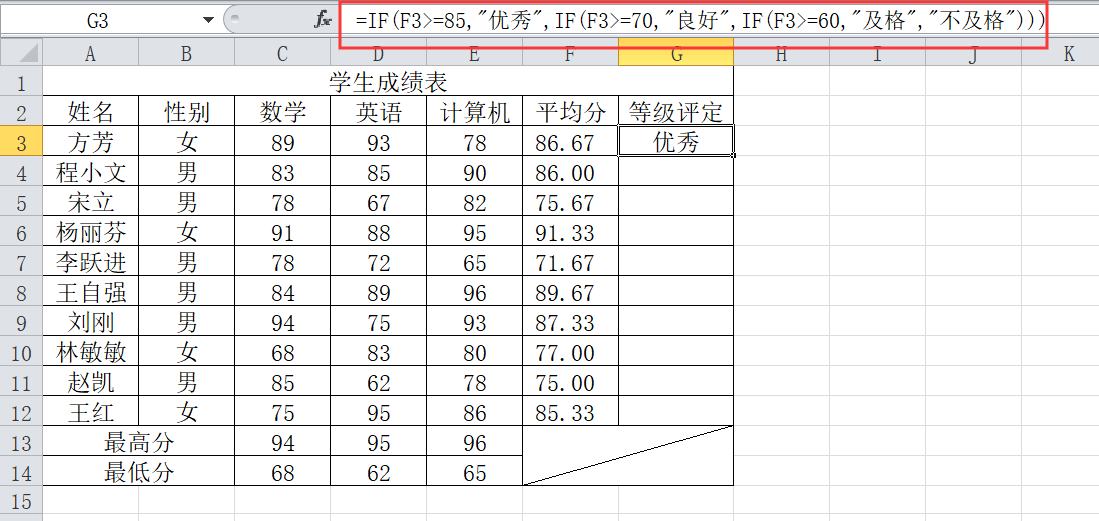 G3 fx =IF(F3>=85,"优秀",IF(F3>=70,"良好",IF(F3>=60,"及格","不及格")))
A B C D E F G H I J K
1 学生成绩表
2 姓名 性别 数学 英语 计算机 平均分 等级评定
3 方芳 女 89 93 78 86.67 优秀
4 程小文 男 83 85 90 86.00
5 宋立 男 78 67 82 75.67
6 杨丽芬 女 91 88 95 91.33
7 李跃进 男 78 72 65 71.67
8 王自强 男 84 89 96 89.67
9 刘刚 男 94 75 93 87.33
10 林敏敏 女 68 83 80 77.00
11 赵凯 男 85 62 78 75.00
12 王红 女 75 95 86 85.33
13 最高分 94 95 96
14 最低分 68 62 65
15